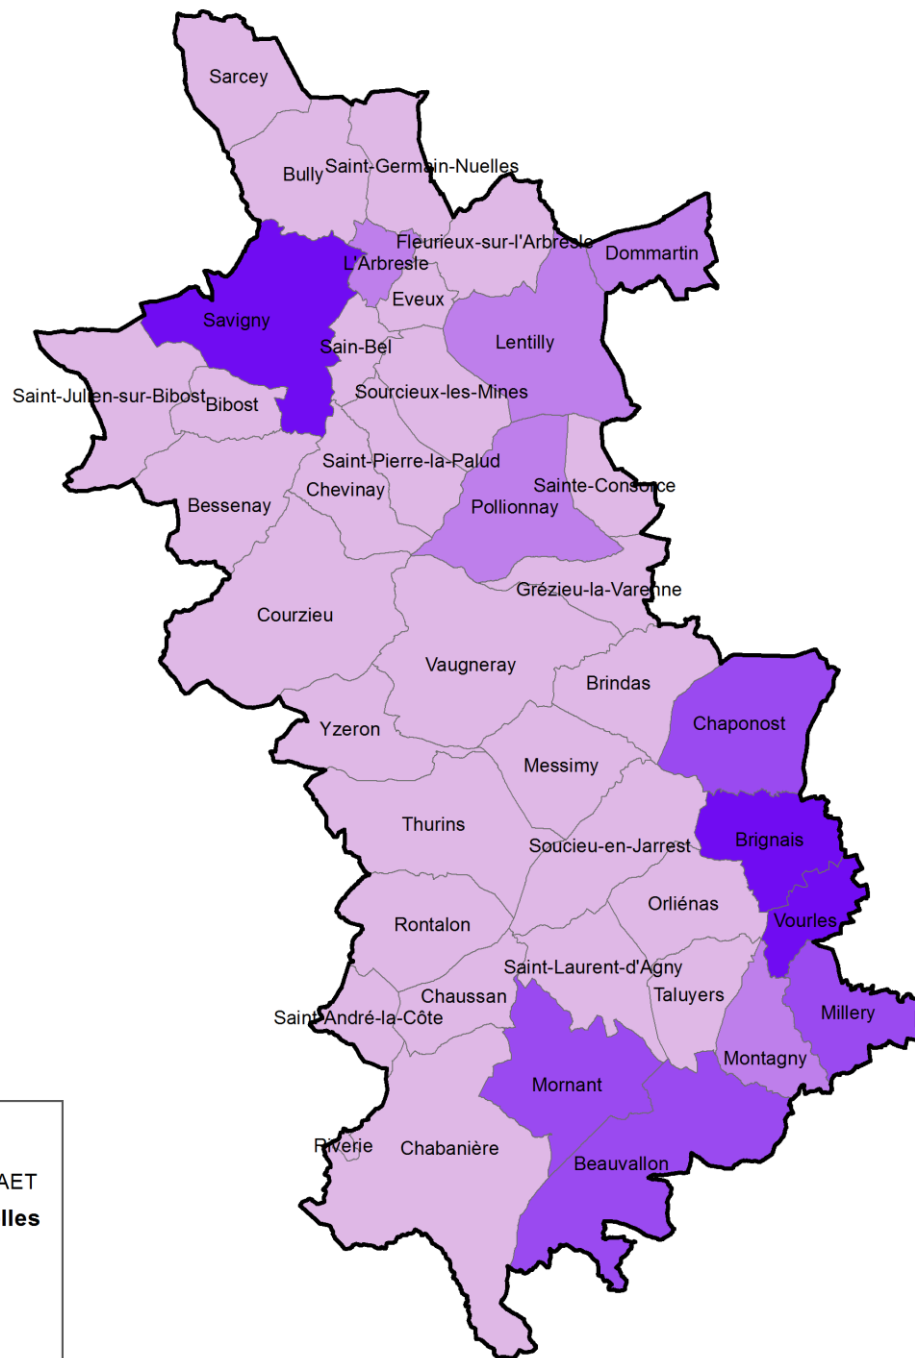 Sarcey
Saint-Germain-Nuelles
Bully
Fleurieux-sur-l'Arbresle
Dommartin
L'Arbresle
Eveux
Savigny
Lentilly
Sain-Bel
Saint-Julien-sur-Bibost
Sourcieux-les-Mines
Bibost
Saint-Pierre-la-Palud
Sainte-Consorce
Chevinay
Bessenay
Pollionnay
Grézieu-la-Varenne
Courzieu
Vaugneray
Brindas
Chaponost
Yzeron
Messimy
Thurins
Brignais
Soucieu-en-Jarrest
Orliénas
Vourles
Rontalon
Saint-Laurent-d'Agny
Chaussan
Taluyers
Saint-André-la-Côte
Millery
Montagny
Mornant
Riverie
Chabanière
Beauvallon
AET
lles